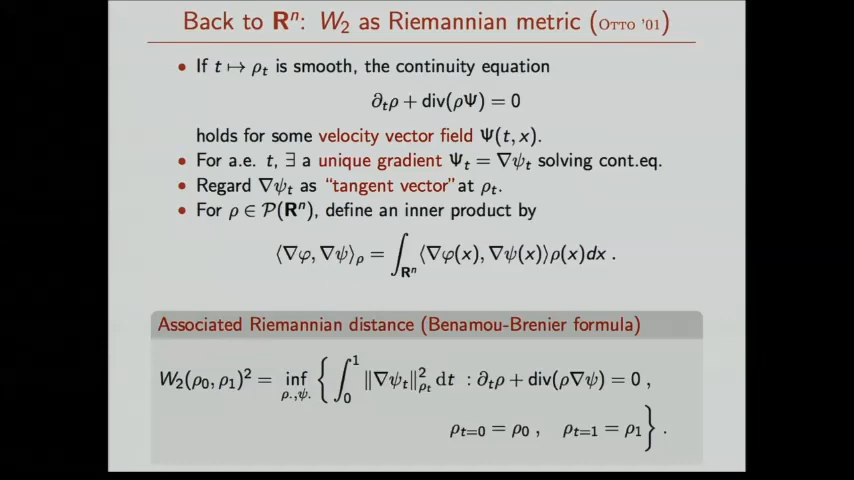 Back to Rⁿ: W₂ as Riemannian metric (Otto '01)
• If t ↦ ρₜ is smooth, the continuity equation
∂ₜρ + div(ρΨ) = 0
holds for some velocity vector field Ψ(t, x).
• For a.e. t, ∃ a unique gradient Ψₜ = ∇ψₜ solving cont.eq.
• Regard ∇ψₜ as "tangent vector" at ρₜ.
• For ρ ∈ 𝒫(Rⁿ), define an inner product by
⟨∇φ, ∇ψ⟩_ρ = ∫_{Rⁿ} ⟨∇φ(x), ∇ψ(x)⟩ρ(x)dx .
Associated Riemannian distance (Benamou-Brenier formula)
W₂(ρ₀, ρ₁)² = inf_{ρ.,ψ.} { ∫₀¹ ‖∇ψₜ‖²_{ρₜ} dt : ∂ₜρ + div(ρ∇ψ) = 0 ,
ρ_{t=0} = ρ₀ , ρ_{t=1} = ρ₁ } .